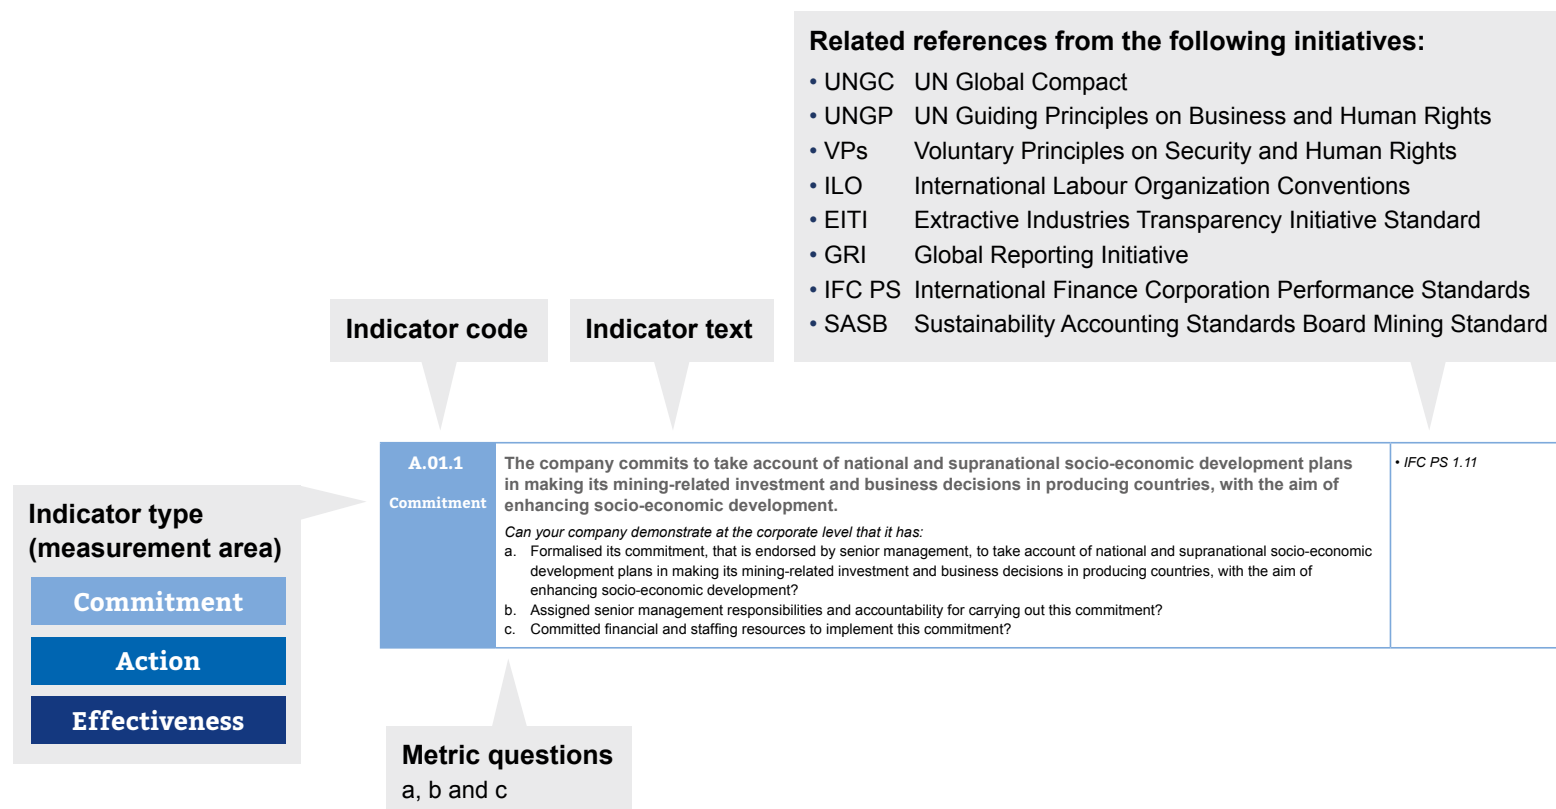 Related references from the following initiatives:
• UNGC UN Global Compact
• UNGP UN Guiding Principles on Business and Human Rights
• VPs Voluntary Principles on Security and Human Rights
• ILO International Labour Organization Conventions
• EITI Extractive Industries Transparency Initiative Standard
• GRI Global Reporting Initiative
• IFC PS International Finance Corporation Performance Standards
• SASB Sustainability Accounting Standards Board Mining Standard
Indicator code
Indicator text
A.01.1
Commitment
The company commits to take account of national and supranational socio-economic development plans
in making its mining-related investment and business decisions in producing countries, with the aim of
enhancing socio-economic development.
Can your company demonstrate at the corporate level that it has:
a. Formalised its commitment, that is endorsed by senior management, to take account of national and supranational socio-economic
development plans in making its mining-related investment and business decisions in producing countries, with the aim of
enhancing socio-economic development?
b. Assigned senior management responsibilities and accountability for carrying out this commitment?
c. Committed financial and staffing resources to implement this commitment?
• IFC PS 1.11
Indicator type
(measurement area)
Commitment
Action
Effectiveness
Metric questions
a, b and c